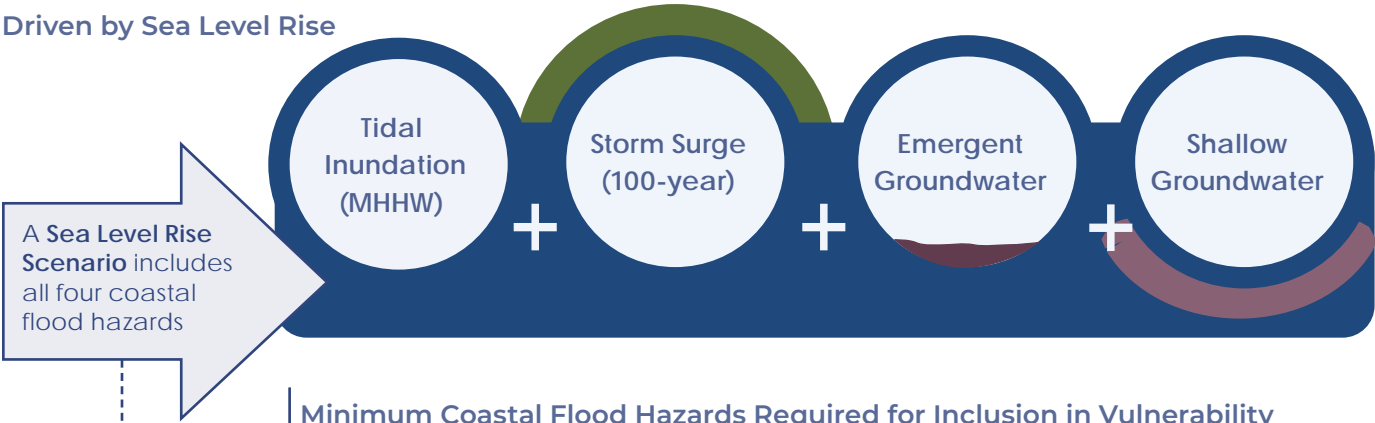 Driven by Sea Level Rise
Tidal
Inundation
(MHHW)
+
Storm Surge
(100-year)
+
Emergent
Groundwater
+
Shallow
Groundwater
A Sea Level Rise
Scenario includes
all four coastal
flood hazards
Minimum Coastal Flood Hazards Required for Inclusion in Vulnerability